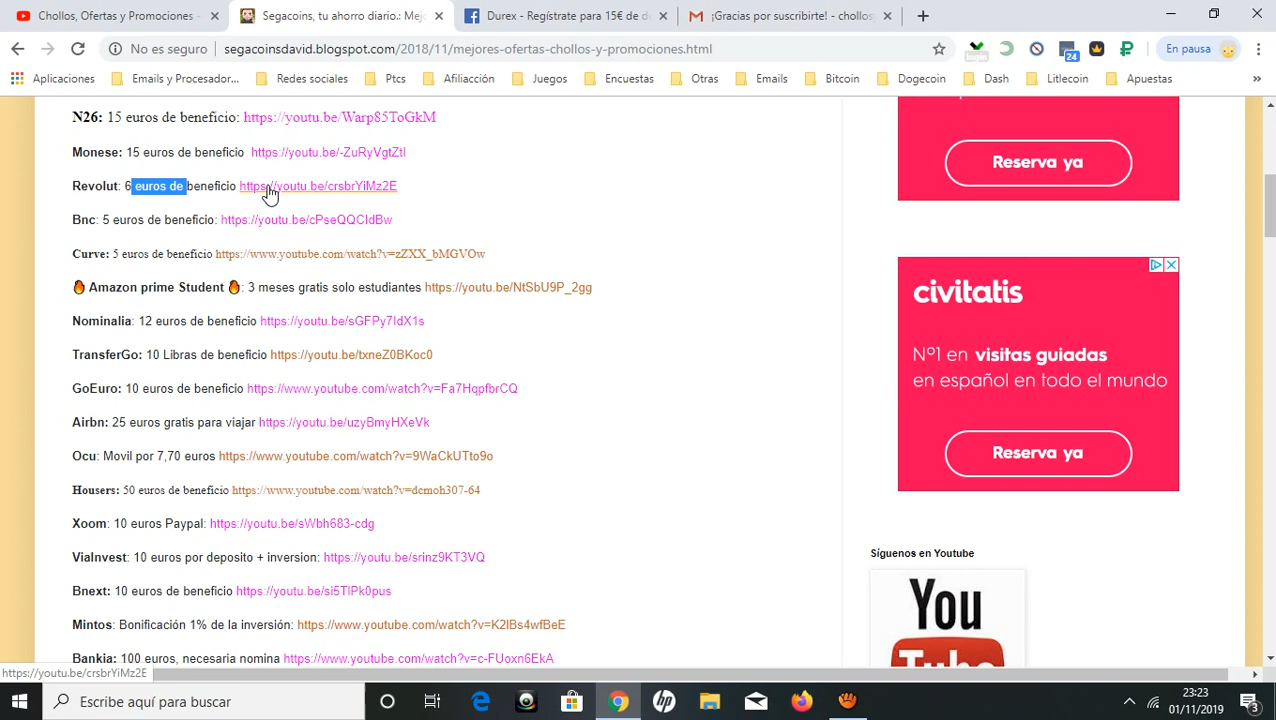 Chollos, Ofertas y Promociones -
Segacoins, tu ahorro diario.: Mejo
Durex - Regístrate para 15€ de d
¡Gracias por suscribirte! - chollos
No es seguro | segacoinsdavid.blogspot.com/2018/11/mejores-ofertas-chollos-y-promociones.html
24
En pausa
Aplicaciones
Emails y Procesador...
Redes sociales
Ptcs
Afiliacción
Juegos
Encuestas
Otras
Emails
Bitcoin
Dogecoin
Dash
Litlecoin
Apuestas
»
N26: 15 euros de beneficio: https://youtu.be/Warp85ToGkM
Monese: 15 euros de beneficio https://youtu.be/-ZuRyVgtZtI
Revolut: 6 euros de beneficio https://youtu.be/crsbrYiMz2E
Bnc: 5 euros de beneficio: https://youtu.be/cPseQQCIdBw
Curve: 5 euros de beneficio https://www.youtube.com/watch?v=zZXX_bMGVOw
Amazon prime Student : 3 meses gratis solo estudiantes https://youtu.be/NtSbU9P_2gg
Nominalia: 12 euros de beneficio https://youtu.be/sGFPy7IdX1s
TransferGo: 10 Libras de beneficio https://youtu.be/txneZ0BKoc0
GoEuro: 10 euros de beneficio https://www.youtube.com/watch?v=Fa7HqpfbrCQ
Airbn: 25 euros gratis para viajar https://youtu.be/uzyBmyHXeVk
Ocu: Movil por 7,70 euros https://www.youtube.com/watch?v=9WaCkUTto9o
Housers: 50 euros de beneficio https://www.youtube.com/watch?v=dcmoh307-64
Xoom: 10 euros Paypal: https://youtu.be/sWbh683-cdg
ViaInvest: 10 euros por deposito + inversion: https://youtu.be/srinz9KT3VQ
Bnext: 10 euros de beneficio https://youtu.be/si5TlPk0pus
Mintos: Bonificación 1% de la inversión: https://www.youtube.com/watch?v=K2lBs4wfBeE
Bankia: 100 euros, necesaria nomina https://www.youtube.com/watch?v=c-FUoxn6EkA
Reserva ya
civitatis
Nº1 en visitas guiadas
en español en todo el mundo
Reserva ya
Síguenos en Youtube
You
Tube
https://youtu.be/crsbrYiMz2E
Escribe aquí para buscar
hp
23:23
01/11/2019
3